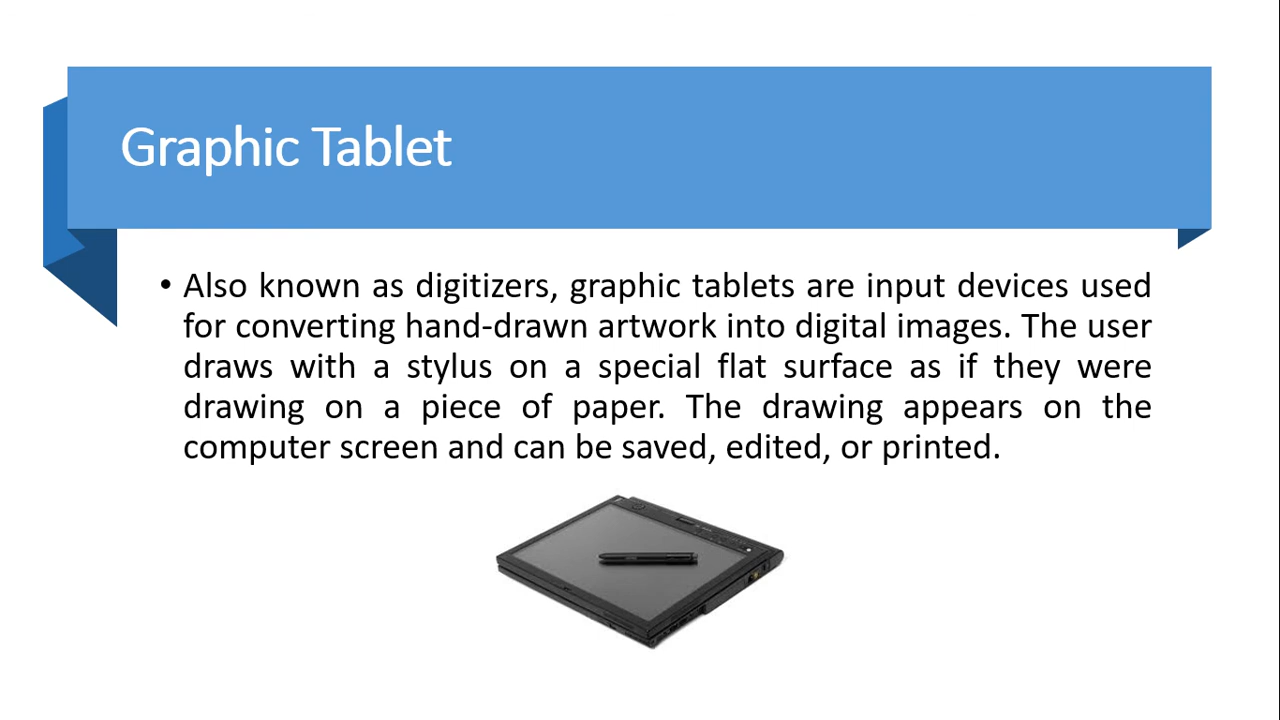 Graphic Tablet
• Also known as digitizers, graphic tablets are input devices used
for converting hand-drawn artwork into digital images. The user
draws with a stylus on a special flat surface as if they were
drawing on a piece of paper. The drawing appears on the
computer screen and can be saved, edited, or printed.